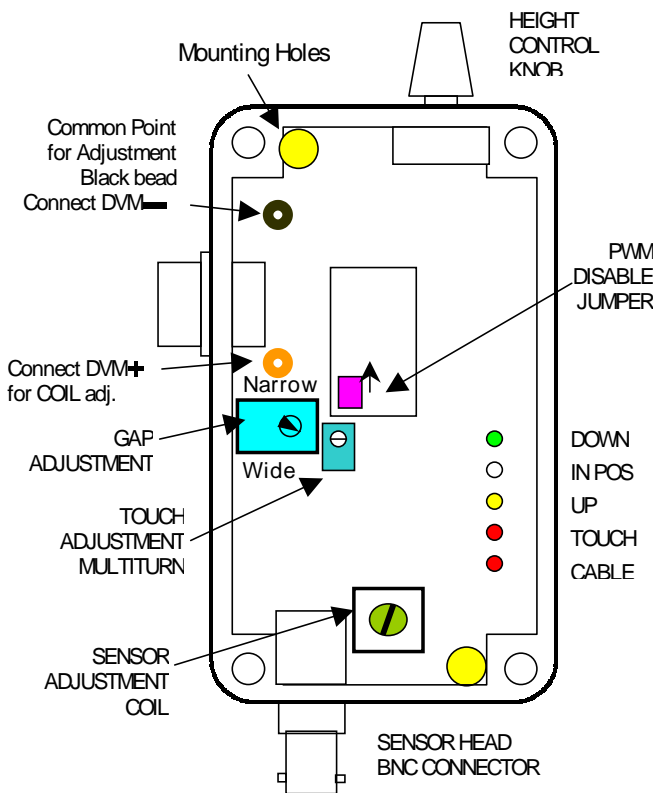 HEIGHT
CONTROL
KNOB
Mounting Holes
Common Point
for Adjustment
Black bead
Connect DVM-
PWM
DISABLE
JUMPER
Connect DVM+
for COIL adj.
Narrow
GAP
ADJUSTMENT
Wide
DOWN
IN POS
UP
TOUCH
CABLE
TOUCH
ADJUSTMENT
MULTITURN
SENSOR
ADJUSTMENT
COIL
SENSOR HEAD
BNC CONNECTOR